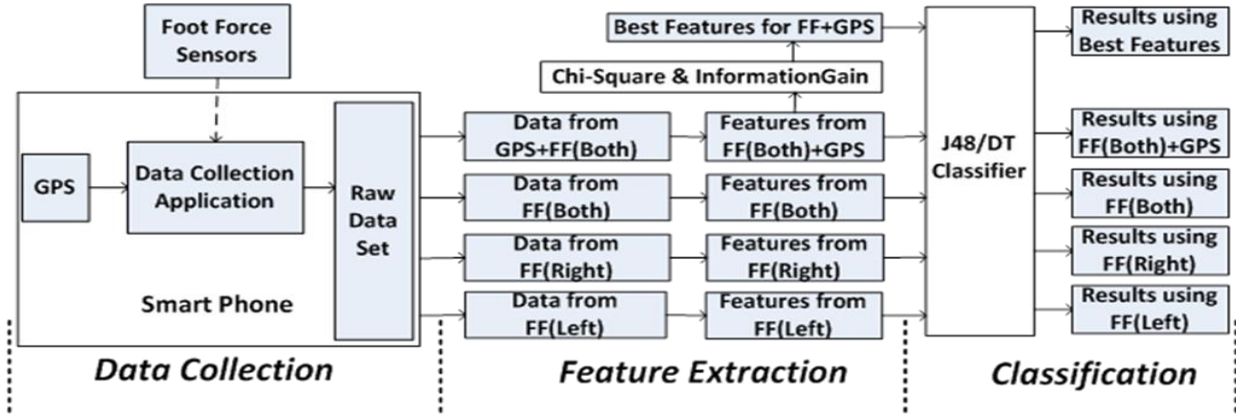 Foot Force
Sensors
GPS
Data Collection
Application
Raw
Data
Set
Smart Phone
Data Collection
Best Features for FF+GPS
Chi-Square & InformationGain
Data from
GPS+FF(Both)
Features from
FF(Both)+GPS
Data from
FF(Both)
Features from
FF(Both)
Data from
FF(Right)
Features from
FF(Right)
Data from
FF(Left)
Features from
FF(Left)
Feature Extraction
J48/DT
Classifier
Results using
Best Features
Results using
FF(Both)+GPS
Results using
FF(Both)
Results using
FF(Right)
Results using
FF(Left)
Classification